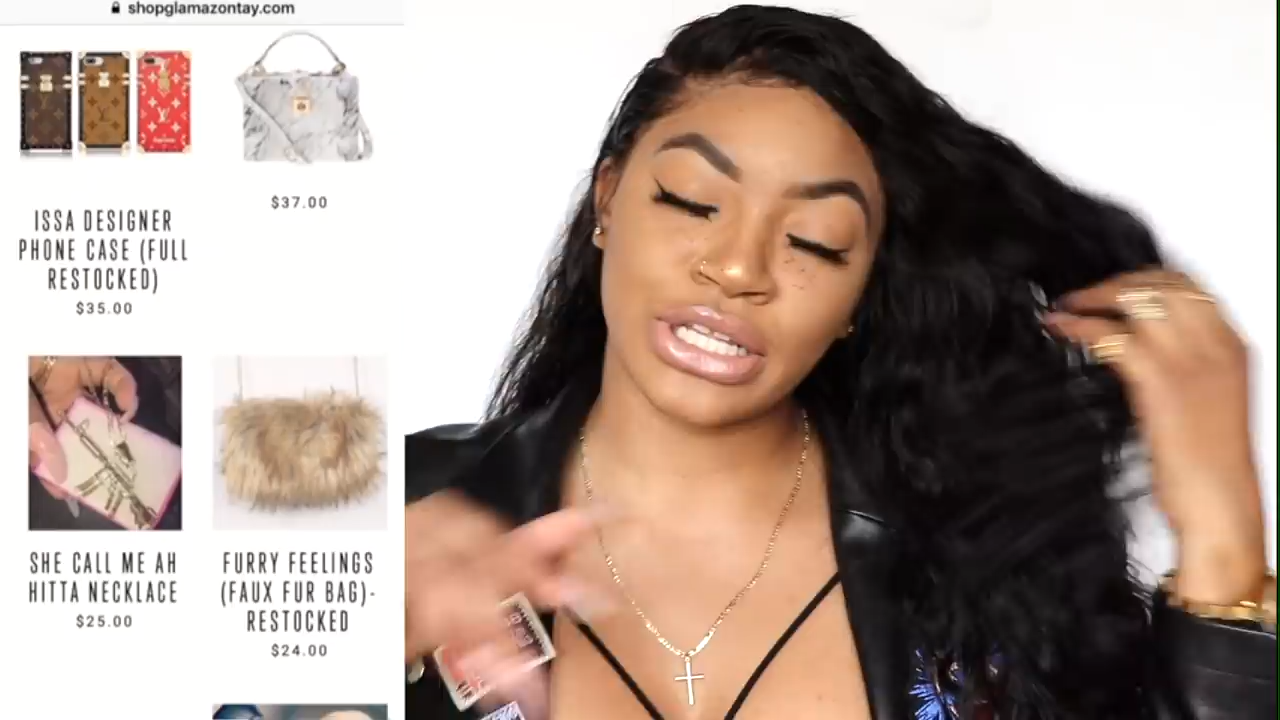 shopglamazontay.com
ISSA DESIGNER
PHONE CASE (FULL
RESTOCKED)
$35.00
$37.00
SHE CALL ME AH
HITTA NECKLACE
$25.00
FURRY FEELINGS
(FAUX FUR BAG)-
RESTOCKED
$24.00